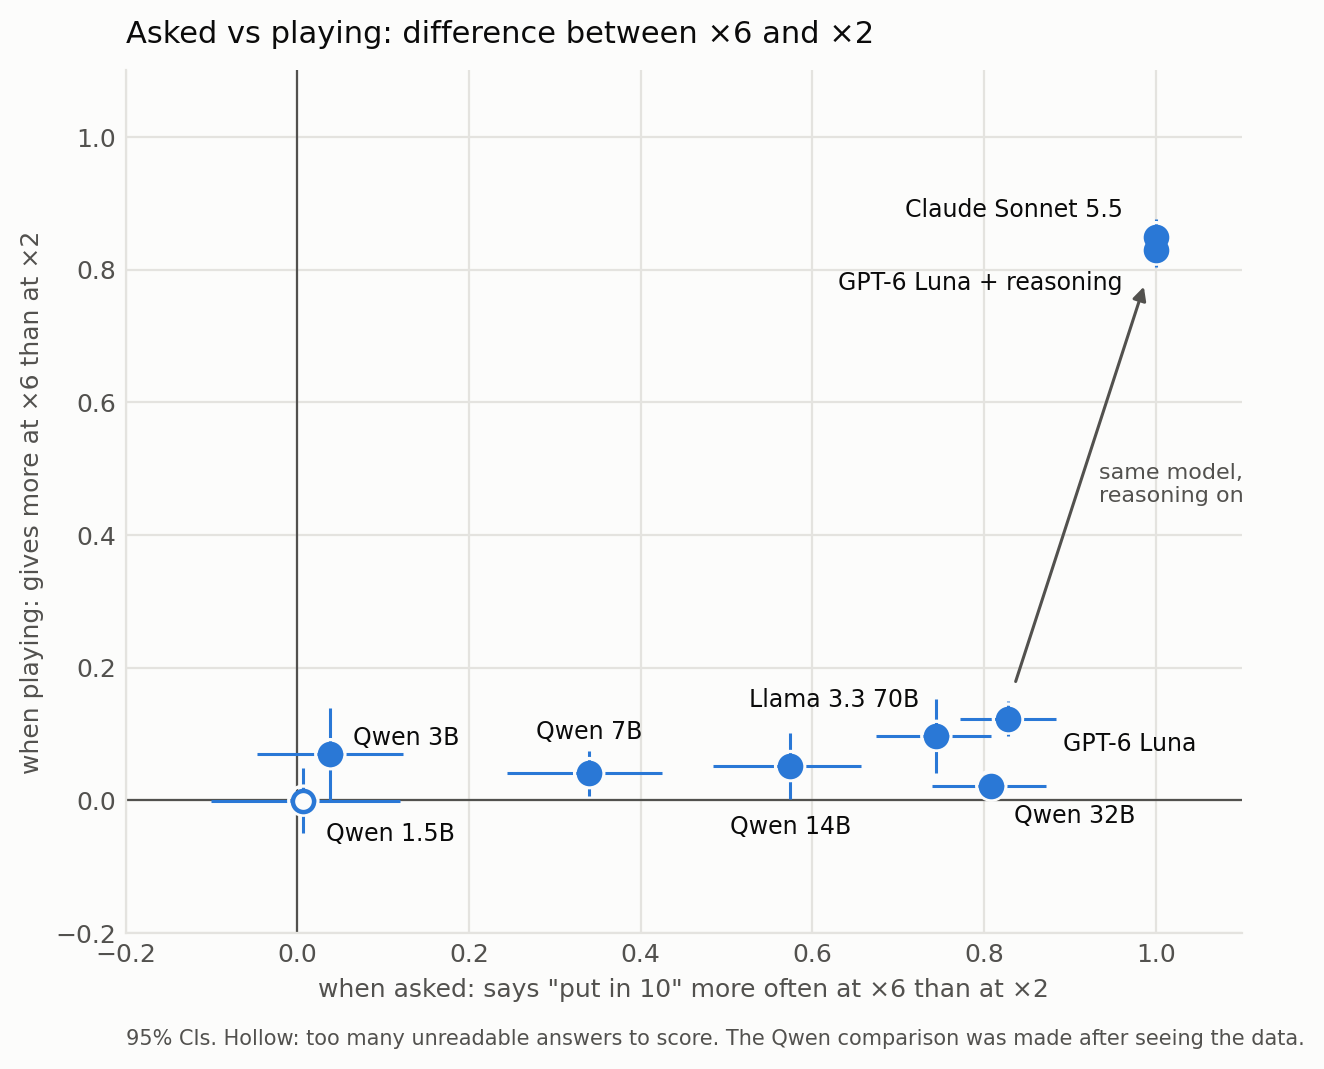 Asked vs playing: difference between ×6 and ×2
when playing: gives more at ×6 than at ×2
1.0
0.8
0.6
0.4
0.2
0.0
−0.2
Claude Sonnet 5.5
GPT-6 Luna + reasoning
same model,
reasoning on
Llama 3.3 70B
Qwen 3B
Qwen 7B
GPT-6 Luna
Qwen 1.5B
Qwen 14B
Qwen 32B
−0.2
0.0
0.2
0.4
0.6
0.8
1.0
when asked: says "put in 10" more often at ×6 than at ×2
95% CIs. Hollow: too many unreadable answers to score. The Qwen comparison was made after seeing the data.